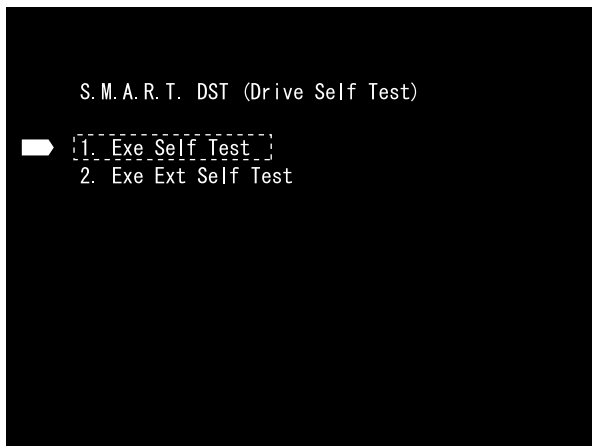 S.M.A.R.T. DST (Drive Self Test)
1. Exe Self Test
2. Exe Ext Self Test